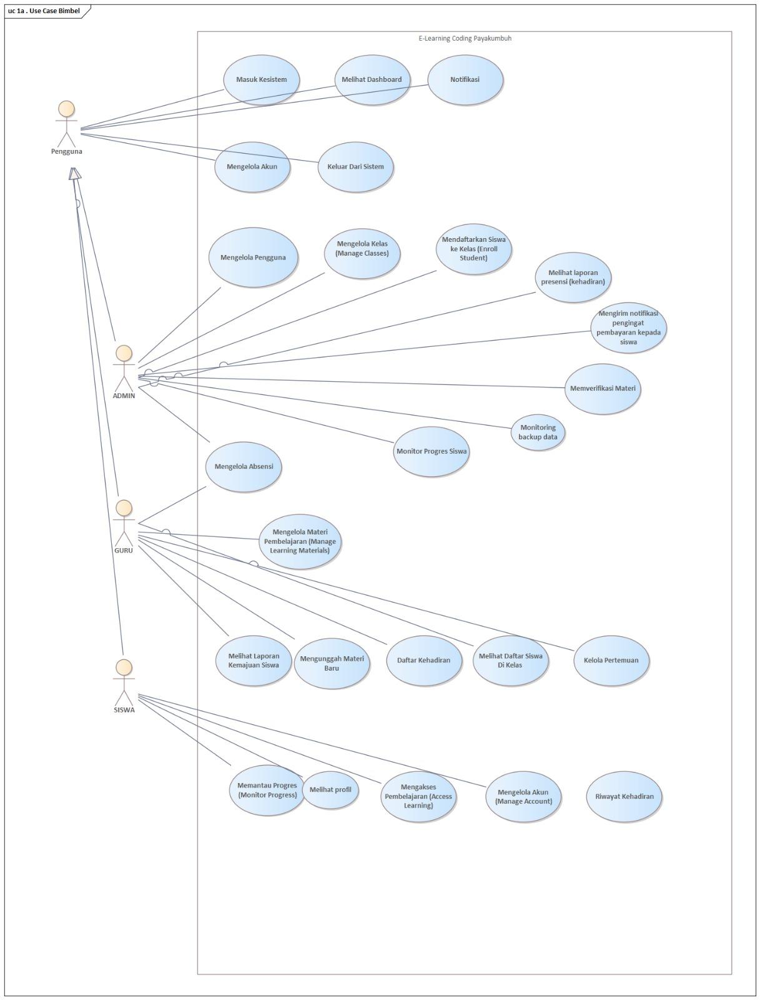 uc 1a . Use Case Bimbel
E-Learning Coding Payakumbuh
Masuk Kesistem
Melihat Dashboard
Notifikasi
Pengguna
Mengelola Akun
Keluar Dari Sistem
Mengelola Pengguna
Mengelola Kelas
(Manage Classes)
Mendaftarkan Siswa
ke Kelas (Enroll
Student)
Melihat laporan
presensi (kehadiran)
Mengirim notifikasi
pengingat
pembayaran kepada
siswa
ADMIN
Memverifikasi Materi
Monitoring
backup data
Monitor Progres Siswa
Mengelola Absensi
GURU
Mengelola Materi
Pembelajaran (Manage
Learning Materials)
Melihat Laporan
Kemajuan Siswa
Mengunggah Materi
Baru
Daftar Kehadiran
Melihat Daftar Siswa
Di Kelas
Kelola Pertemuan
SISWA
Memantau Progres
(Monitor Progress)
Melihat profil
Mengakses
Pembelajaran (Access
Learning)
Mengelola Akun
(Manage Account)
Riwayat Kehadiran